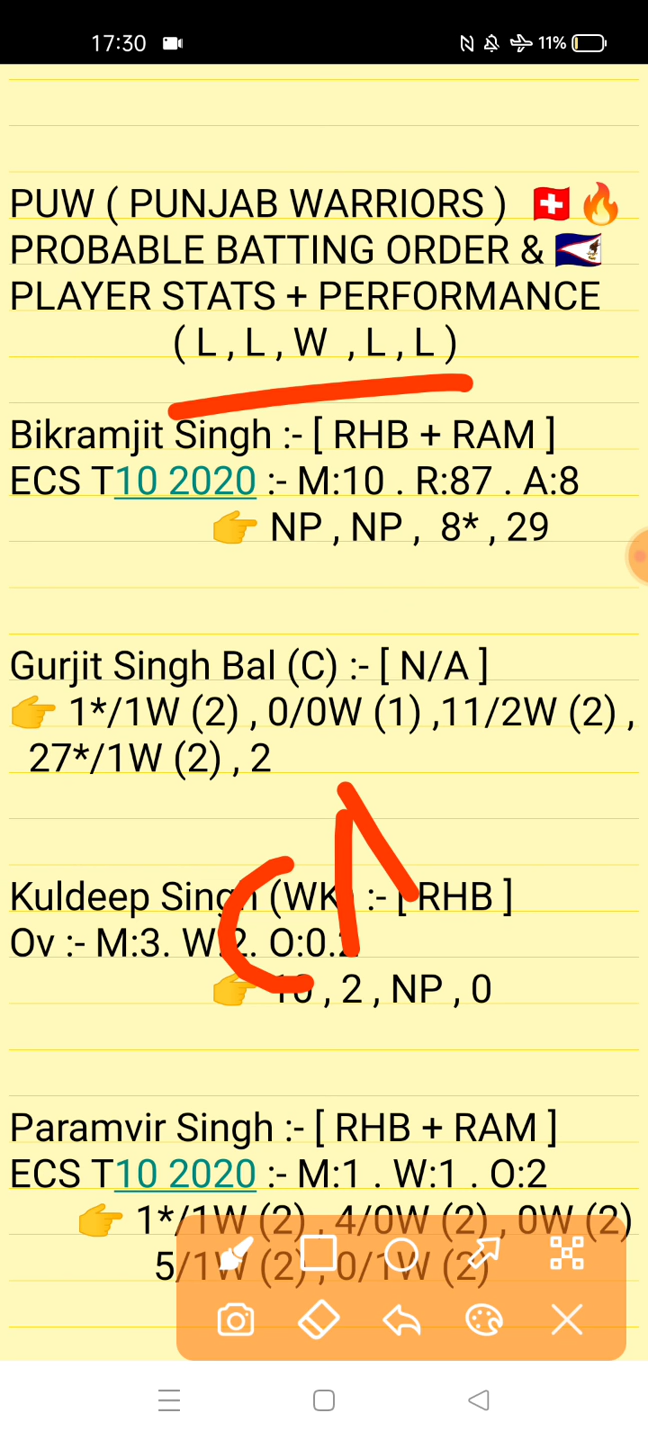 17:30 11%
PUW ( PUNJAB WARRIORS ) 🇨🇭🔥
PROBABLE BATTING ORDER & 🇦🇸
PLAYER STATS + PERFORMANCE
( L , L , W , L , L )
Bikramjit Singh :- [ RHB + RAM ]
ECS T10 2020 :- M:10 . R:87 . A:8
👉 NP , NP , 8* , 29
Gurjit Singh Bal (C) :- [ N/A ]
👉 1*/1W (2) , 0/0W (1) ,11/2W (2) ,
27*/1W (2) , 2
Kuldeep Singh (WK) :- [ RHB ]
Ov :- M:3. W:2. O:0.2
👉 10 , 2 , NP , 0
Paramvir Singh :- [ RHB + RAM ]
ECS T10 2020 :- M:1 . W:1 . O:2
👉 1*/1W (2) , 4/0W (2) , 0W (2)
5/1W (2) , 0/1W (2)